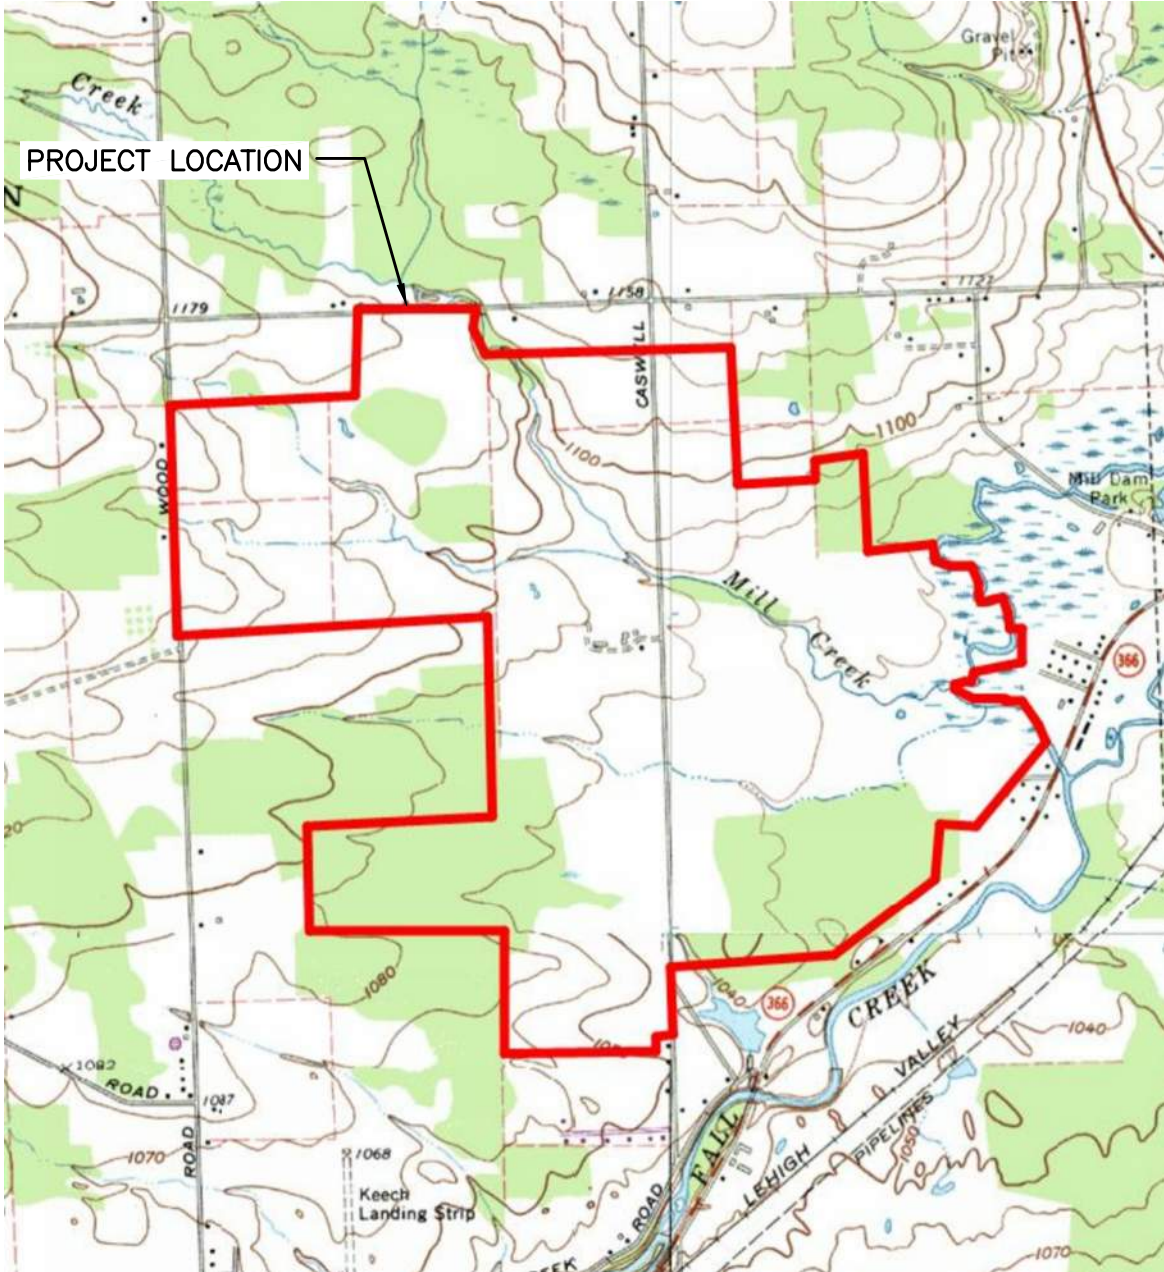 Gravel
Pit
Creek
PROJECT LOCATION
1179
1158
1127
CASWELL
1100
1100
WOOD
Mill Dam
Park
Mill
Creek
366
20
1080
1040
366
CREEK
1040
VALLEY
1082
ROAD
1087
PIPELINES
1050
FALL
1070
ROAD
1068
LEHIGH
Keech
Landing Strip
ROAD
1070